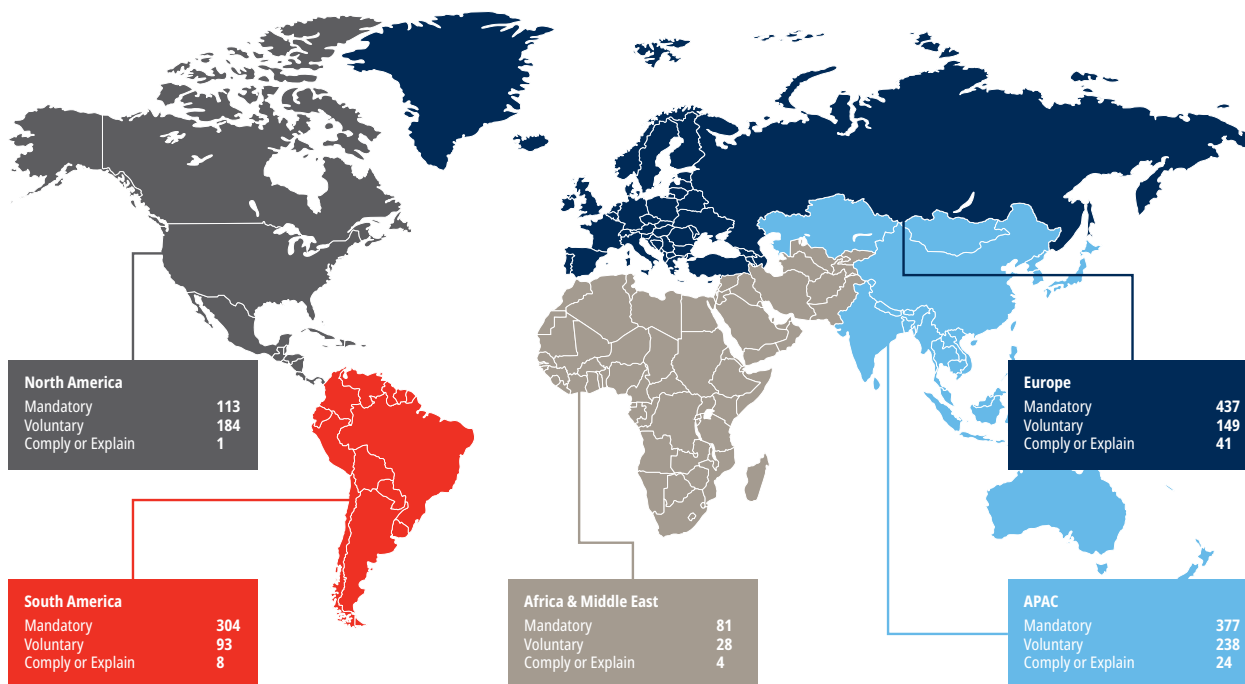 North America
Mandatory 113
Voluntary 184
Comply or Explain 1
Europe
Mandatory 437
Voluntary 149
Comply or Explain 41
South America
Mandatory 304
Voluntary 93
Comply or Explain 8
Africa & Middle East
Mandatory 81
Voluntary 28
Comply or Explain 4
APAC
Mandatory 377
Voluntary 238
Comply or Explain 24